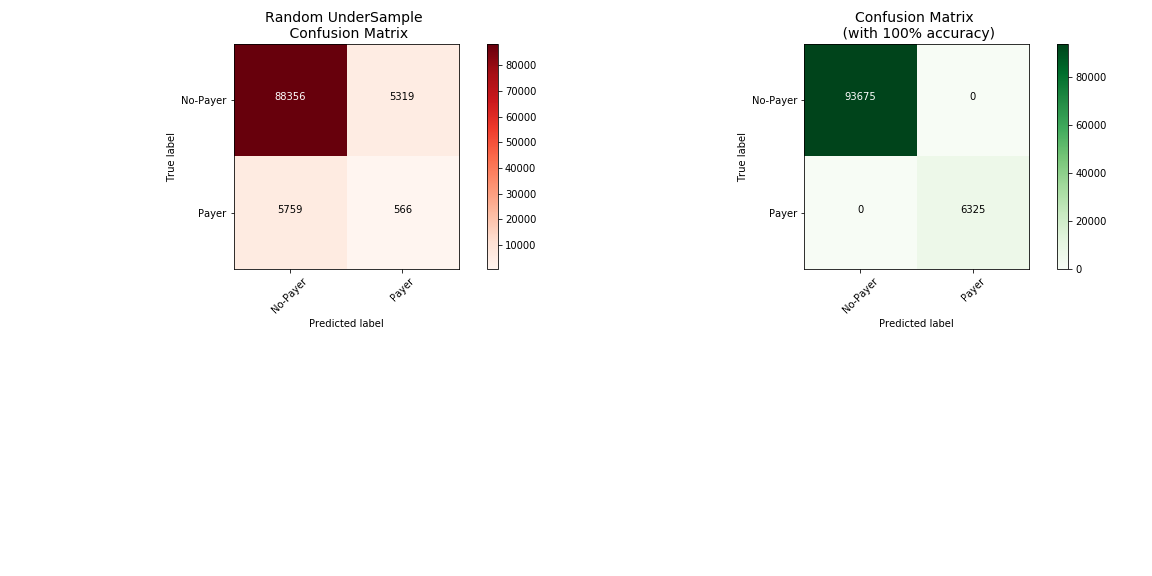 Random UnderSample
Confusion Matrix
True label
No-Payer
Payer
88356
5319
5759
566
No-Payer
Payer
Predicted label
80000
70000
60000
50000
40000
30000
20000
10000
Confusion Matrix
(with 100% accuracy)
True label
No-Payer
Payer
93675
0
0
6325
No-Payer
Payer
Predicted label
80000
60000
40000
20000
0